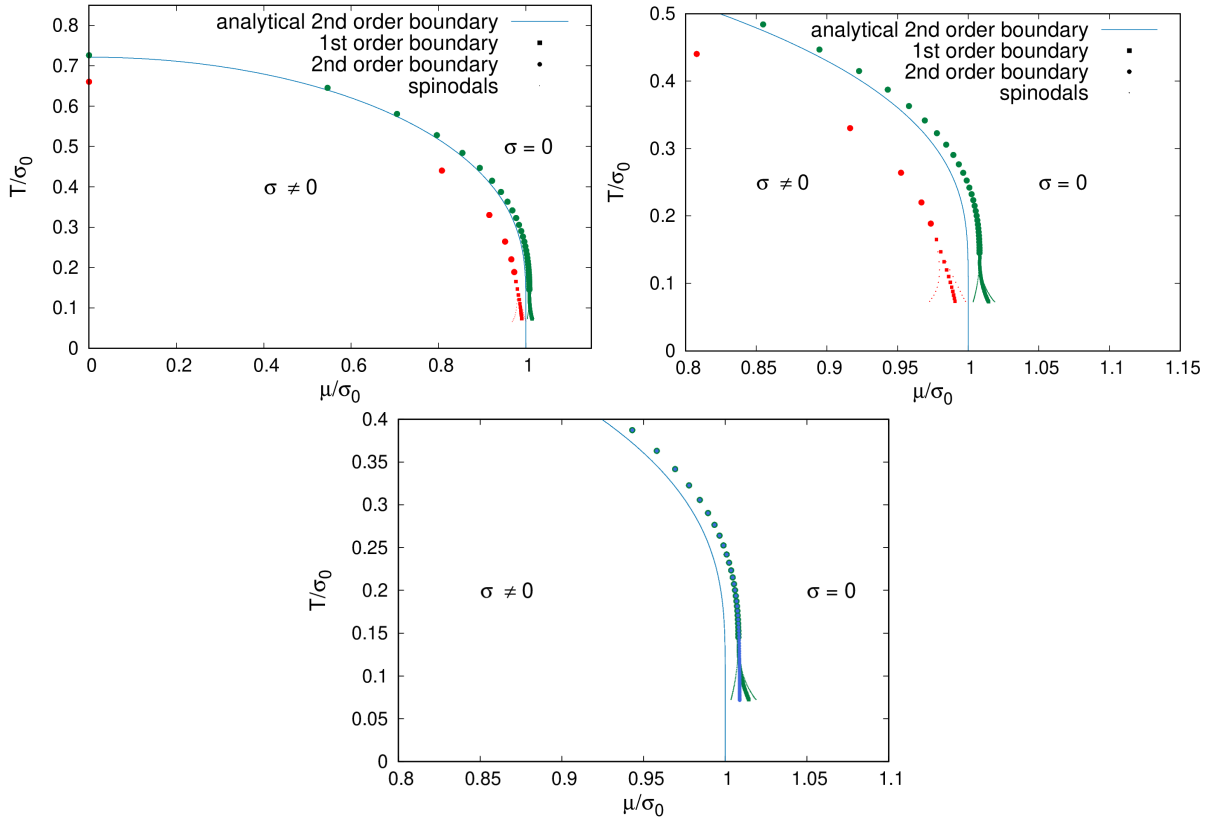 analytical 2nd order boundary
1st order boundary
2nd order boundary
spinodals
σ = 0
σ ≠ 0
T/σ0
0.8
0.7
0.6
0.5
0.4
0.3
0.2
0.1
0
0 0.2 0.4 0.6 0.8 1
μ/σ0
analytical 2nd order boundary
1st order boundary
2nd order boundary
spinodals
σ ≠ 0 σ = 0
T/σ0
0.5
0.4
0.3
0.2
0.1
0
0.8 0.85 0.9 0.95 1 1.05 1.1 1.15
μ/σ0
σ ≠ 0 σ = 0
T/σ0
0.4
0.35
0.3
0.25
0.2
0.15
0.1
0.05
0
0.8 0.85 0.9 0.95 1 1.05 1.1
μ/σ0